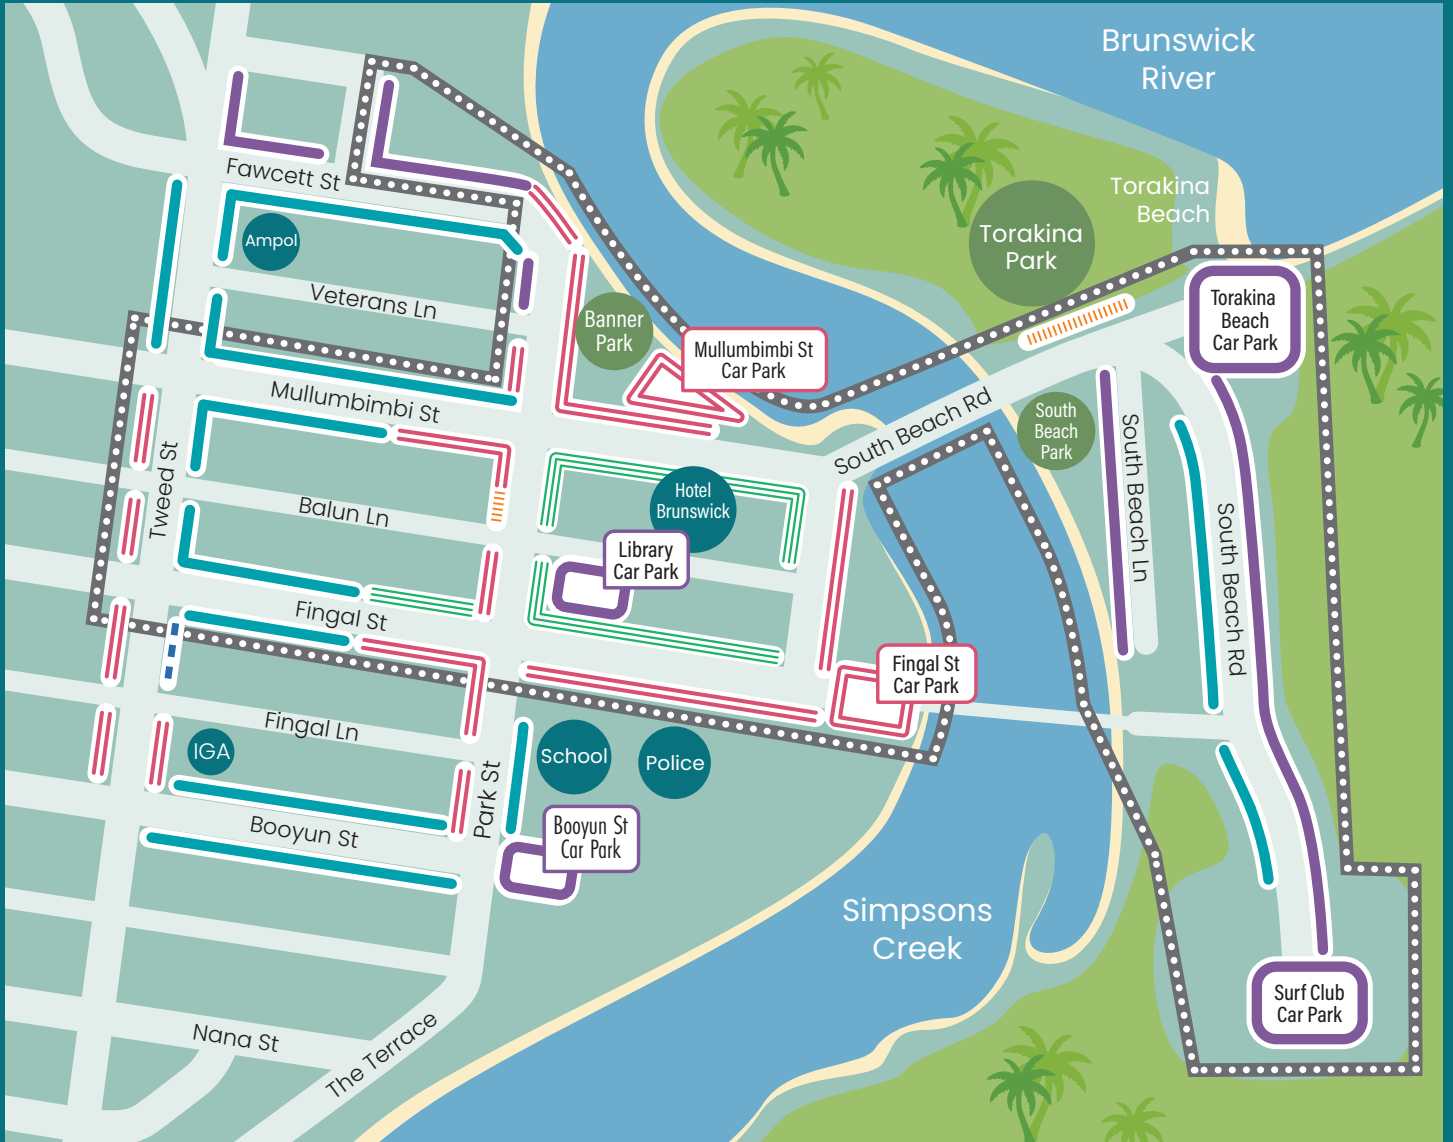 Brunswick
River
Fawcett St
Torakina
Beach
Ampol
Torakina
Park
Veterans Ln
Banner
Park
Torakina
Beach
Car Park
Mullumbimbi St
Car Park
Mullumbimbi St
South Beach Rd
South
Beach
Park
South Beach Ln
Tweed St
Balun Ln
Hotel
Brunswick
Library
Car Park
South Beach Rd
Fingal St
Fingal St
Car Park
Fingal Ln
IGA
School
Police
Park St
Booyun St
Booyun St
Car Park
Simpsons
Creek
Surf Club
Car Park
Nana St
The Terrace